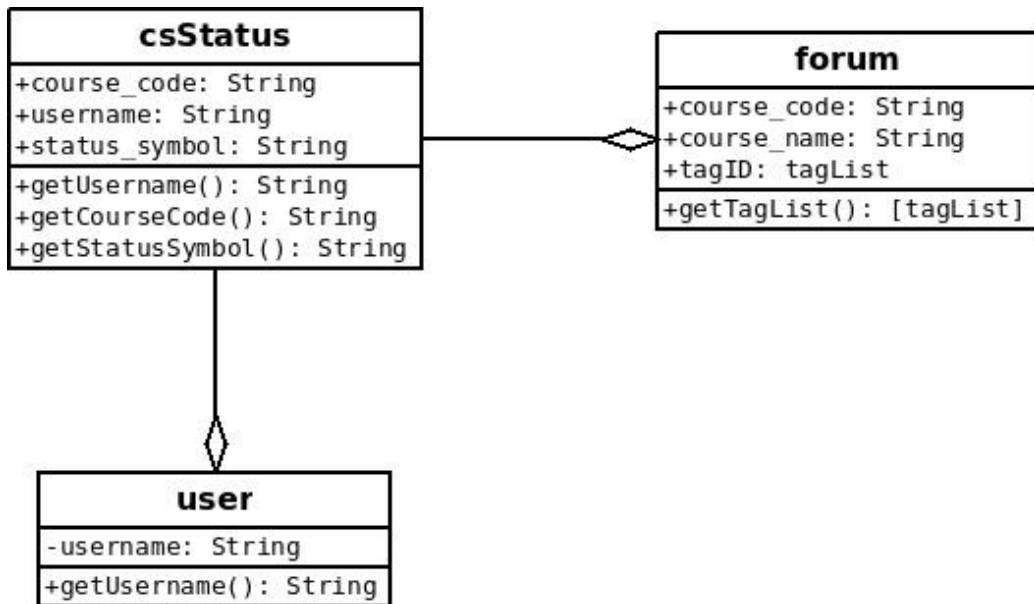 csStatus
+course_code: String
+username: String
+status_symbol: String
+getUsername(): String
+getCourseCode(): String
+getStatusSymbol(): String
forum
+course_code: String
+course_name: String
+tagID: tagList
+getTagList(): [tagList]
user
-username: String
+getUsername(): String